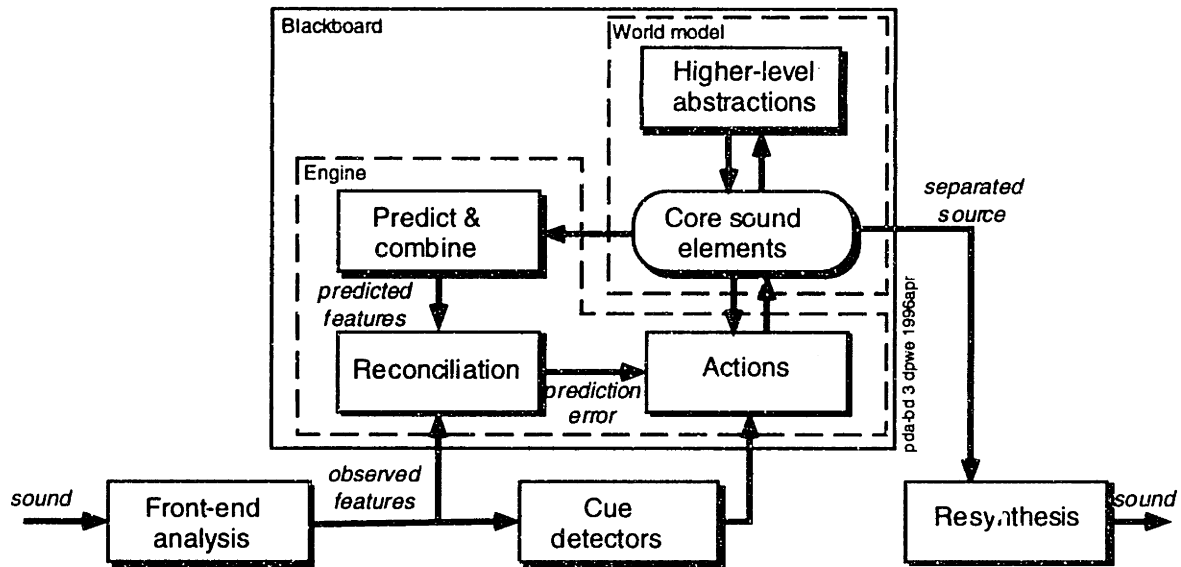 Blackboard
World model
Higher-level
abstractions
Engine
Predict &
combine
Core sound
elements
separated
source
predicted
features
Reconciliation
prediction
error
Actions
pda-bd 3 dpwe 1996apr
sound
Front-end
analysis
observed
features
Cue
detectors
Resynthesis
sound